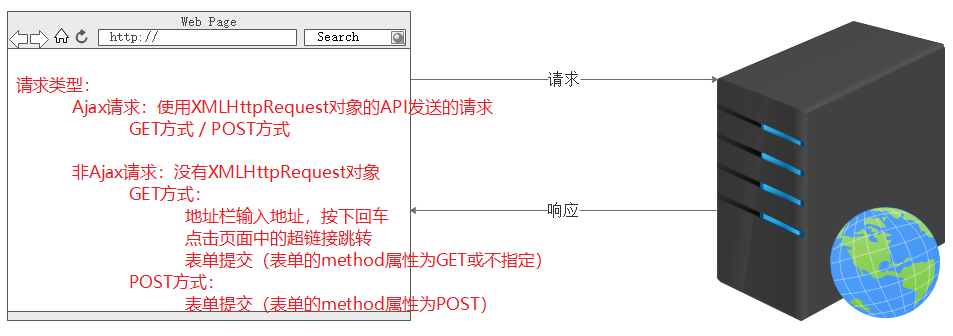 Web Page
http://
Search
请求类型：
Ajax请求：使用XMLHttpRequest对象的API发送的请求
GET方式 / POST方式
非Ajax请求：没有XMLHttpRequest对象
GET方式：
地址栏输入地址，按下回车
点击页面中的超链接跳转
表单提交（表单的method属性为GET或不指定）
POST方式：
表单提交（表单的method属性为POST）
请求
响应